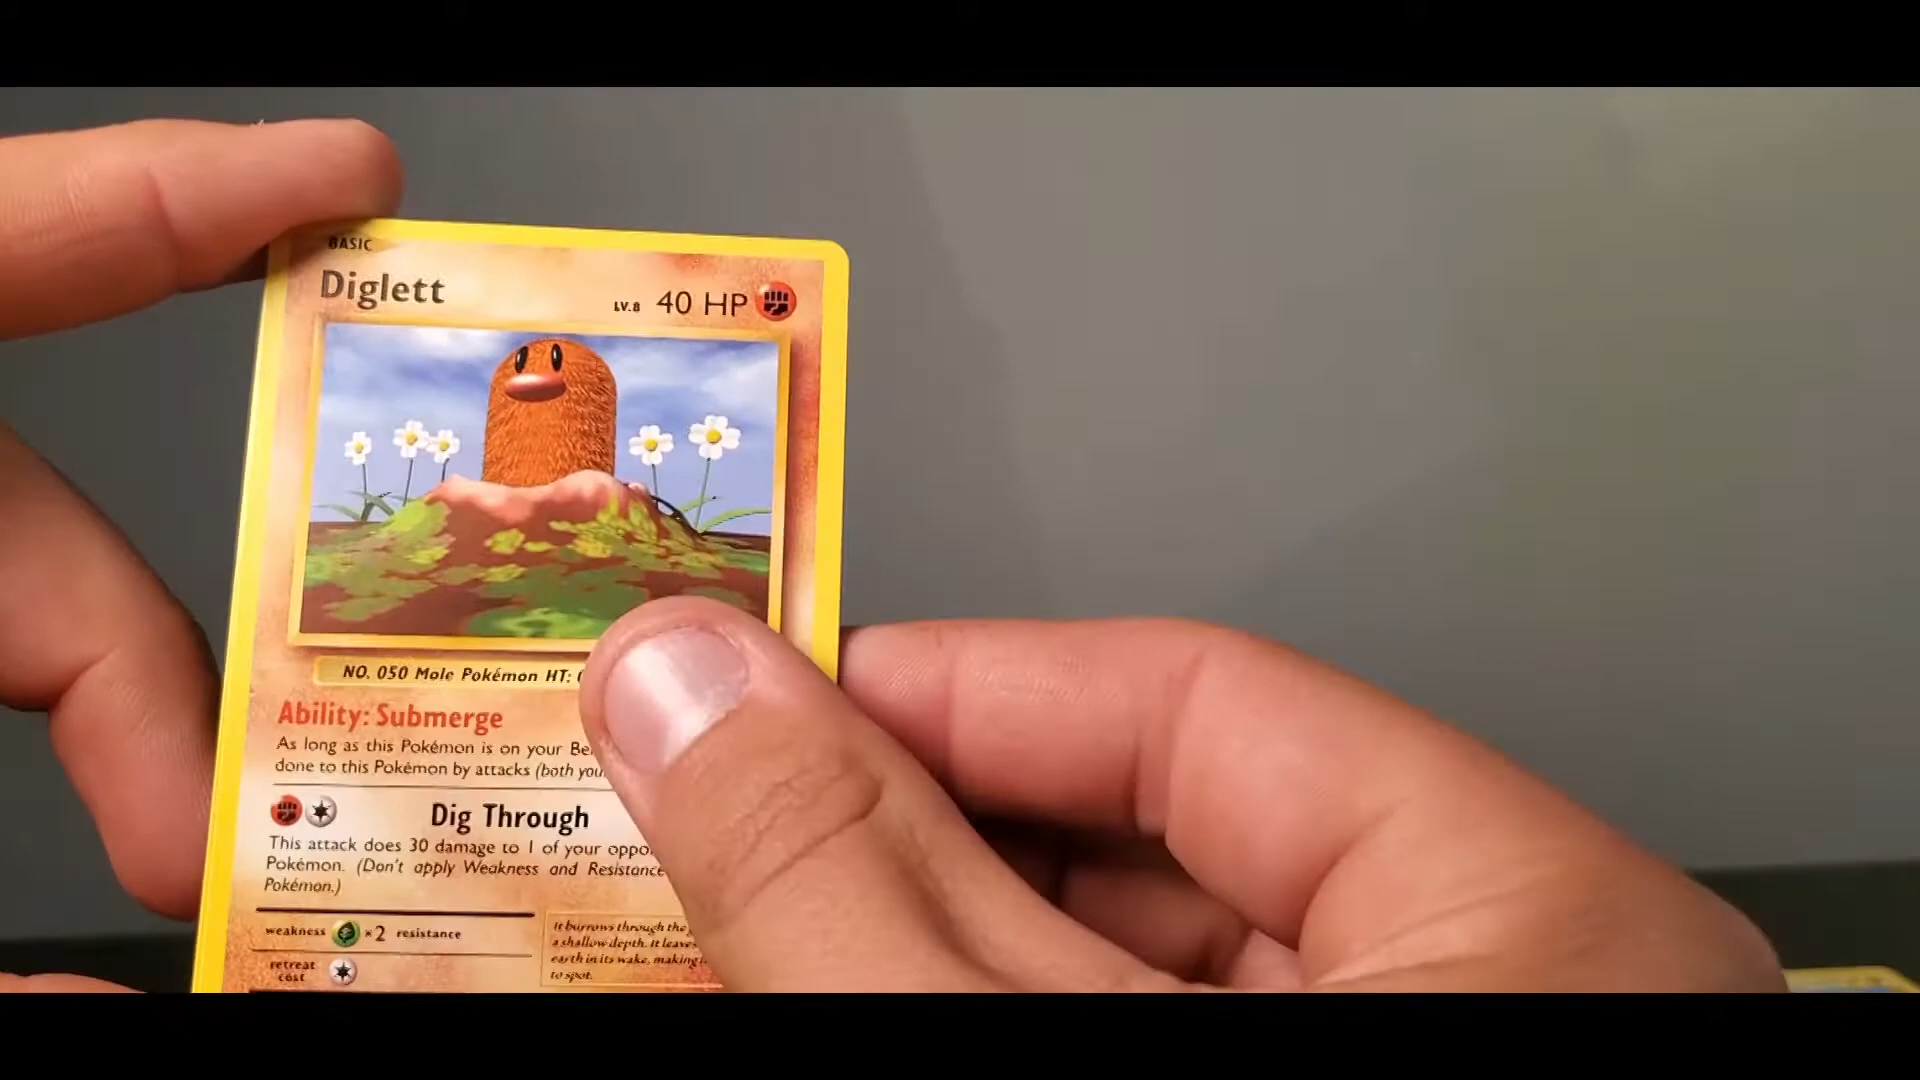 BASIC
Diglett
LV.8 40 HP
NO. 050 Mole Pokémon HT:
Ability: Submerge
As long as this Pokémon is on your
done to this Pokémon by attacks (both
Dig Through
This attack does 30 damage to 1 of your
Pokémon. (Don't apply Weakness and Resistance
Pokémon.)
weakness ×2 resistance
retreat
cost
It burrows through the
a shallow depth. It leaves
earth in its wake, making
to spot.